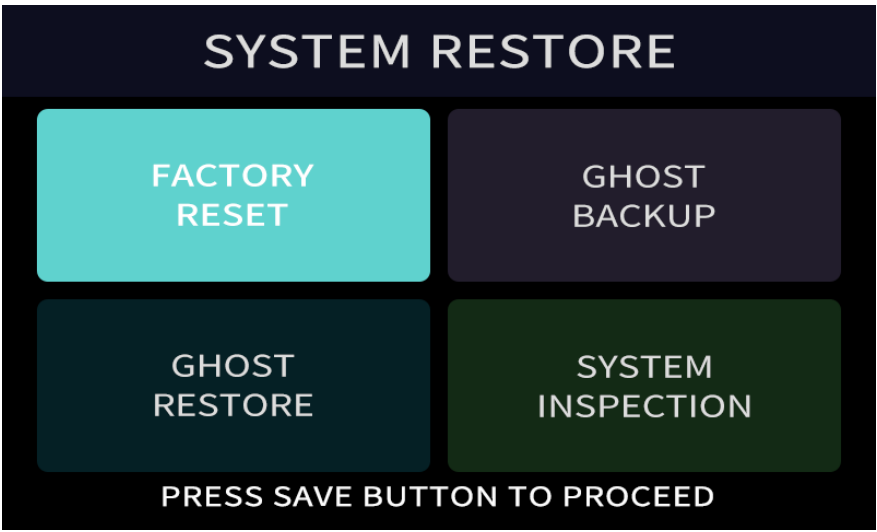 SYSTEM RESTORE
FACTORY
RESET
GHOST
BACKUP
GHOST
RESTORE
SYSTEM
INSPECTION
PRESS SAVE BUTTON TO PROCEED